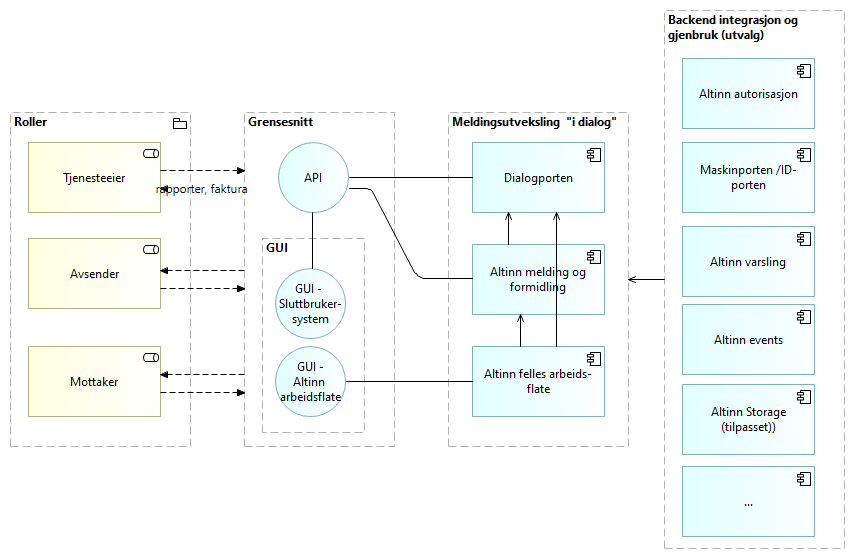 Backend integrasjon og
gjenbruk (utvalg)
Altinn autorisasjon
Roller
Grensesnitt
Meldingsutveksling "i dialog"
Tjenesteeier
rapporter, faktura
API
Dialogporten
Maskinporten /ID-
porten
Avsender
GUI
GUI -
Sluttbruker-
system
Altinn melding og
formidling
Altinn varsling
Altinn events
Mottaker
GUI -
Altinn
arbeidsflate
Altinn felles arbeids-
flate
Altinn Storage
(tilpasset))
...